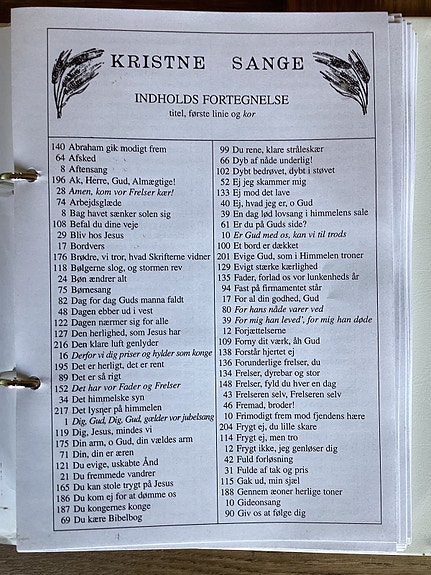 KRISTNE SANGE
INDHOLDS FORTEGNELSE
titel, første linie og kor
140 Abraham gik modigt frem
64 Afsked
8 Aftensang
196 Ak, Herre, Gud, Almægtige!
28 Amen, kom vor Frelser kær!
74 Arbejdsglæde
8 Bag havet sænker solen sig
108 Befal du dine veje
29 Bliv hos Jesus
17 Bordvers
176 Brødre, vi tror, hvad Skrifterne vidner
118 Bølgerne slog, og stormen rev
24 Bøn ændrer alt
75 Børnesang
82 Dag for dag Guds manna faldt
48 Dagen ebber ud i vest
122 Dagen nærmer sig for alle
127 Den herlighed, som Jesus har
216 Den klare luft genlyder
16 Derfor vi dig priser og hylder som konge
195 Det er herligt, det er rent
89 Det er så rigt
152 Det har vor Fader og Frelser
34 Det himmelske syn
217 Det lysner på himmelen
1 Dig, Gud, Dig, Gud, gælder vor jubelsang
119 Dig, Jesus, mindes vi
175 Din arm, o Gud, din vældes arm
71 Din, din er æren
121 Du evige, uskabte Ånd
21 Du fremmede vandrer
165 Du kan stole trygt på Jesus
186 Du kom ej for at dømme os
187 Du kongernes konge
69 Du kære Bibelbog
99 Du rene, klare stråleskær
66 Dyb af nåde underlig!
102 Dybt bedrøvet, dybt i støvet
52 Ej jeg skammer mig
133 Ej mod det lave
40 Ej, hvad jeg er, o Gud
39 En dag lød lovsang i himmelens sale
61 Er du på Guds side?
10 Er Gud med os, kan vi til trods
100 Et bord er dækket
201 Evige Gud, som i Himmelen troner
129 Evigt stærke kærlighed
135 Fader, forlad os vor lunkenheds år
94 Fast på firmamentet står
17 For al din godhed, Gud
80 For hans nåde varer ved
39 For mig han leved', for mig han døde
12 Forjættelserne
109 Forny dit værk, åh Gud
138 Forstår hjertet ej
136 Forunderlige frelser, du
134 Frelser, dyrebar og stor
148 Frelser, fyld du hver en dag
43 Frelseren selv, Frelseren selv
46 Fremad, broder!
10 Frimodigt frem mod fjendens hære
204 Frygt ej, du lille skare
114 Frygt ej, men tro
12 Frygt ikke, jeg genløser dig
42 Fuld forløsning
31 Fulde af tak og pris
115 Gak ud, min sjæl
188 Gennem æoner herlige toner
10 Gideonsang
90 Giv os at følge dig